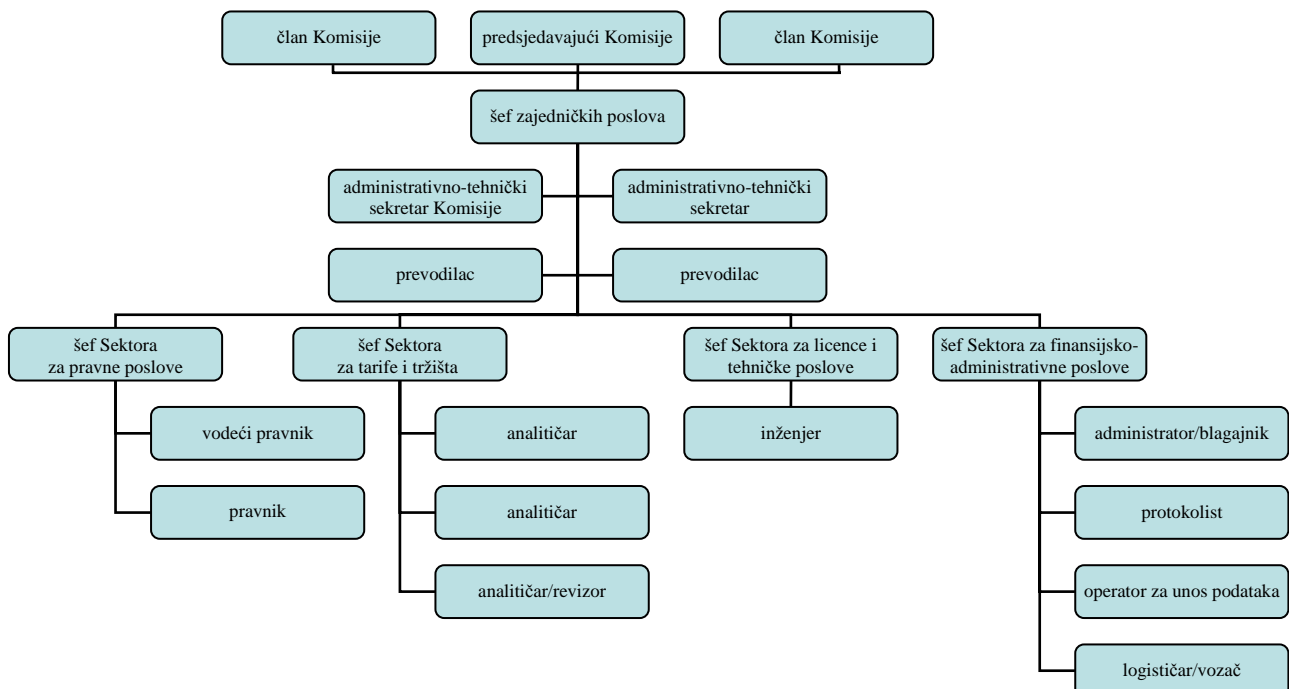 član Komisije
predsjedavajući Komisije
član Komisije
šef zajedničkih poslova
administrativno-tehnički
sekretar Komisije
administrativno-tehnički
sekretar
prevodilac
prevodilac
šef Sektora
za pravne poslove
šef Sektora
za tarife i tržišta
šef Sektora za licence i
tehničke poslove
šef Sektora za finansijsko-
administrativne poslove
vodeći pravnik
analitičar
inženjer
administrator/blagajnik
pravnik
analitičar
protokolist
analitičar/revizor
operator za unos podataka
logističar/vozač